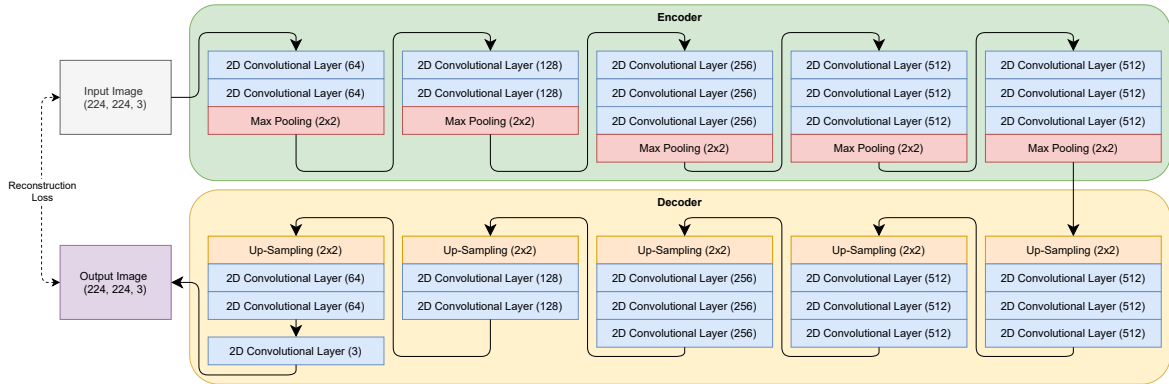 Encoder
Input Image
(224, 224, 3)
2D Convolutional Layer (64)
2D Convolutional Layer (64)
Max Pooling (2x2)
2D Convolutional Layer (128)
2D Convolutional Layer (128)
Max Pooling (2x2)
2D Convolutional Layer (256)
2D Convolutional Layer (256)
2D Convolutional Layer (256)
Max Pooling (2x2)
2D Convolutional Layer (512)
2D Convolutional Layer (512)
2D Convolutional Layer (512)
Max Pooling (2x2)
2D Convolutional Layer (512)
2D Convolutional Layer (512)
2D Convolutional Layer (512)
Max Pooling (2x2)
Reconstruction
Loss
Decoder
Up-Sampling (2x2)
2D Convolutional Layer (512)
2D Convolutional Layer (512)
2D Convolutional Layer (512)
Up-Sampling (2x2)
2D Convolutional Layer (512)
2D Convolutional Layer (512)
2D Convolutional Layer (512)
Up-Sampling (2x2)
2D Convolutional Layer (256)
2D Convolutional Layer (256)
2D Convolutional Layer (256)
Up-Sampling (2x2)
2D Convolutional Layer (128)
2D Convolutional Layer (128)
Up-Sampling (2x2)
2D Convolutional Layer (64)
2D Convolutional Layer (64)
2D Convolutional Layer (3)
Output Image
(224, 224, 3)